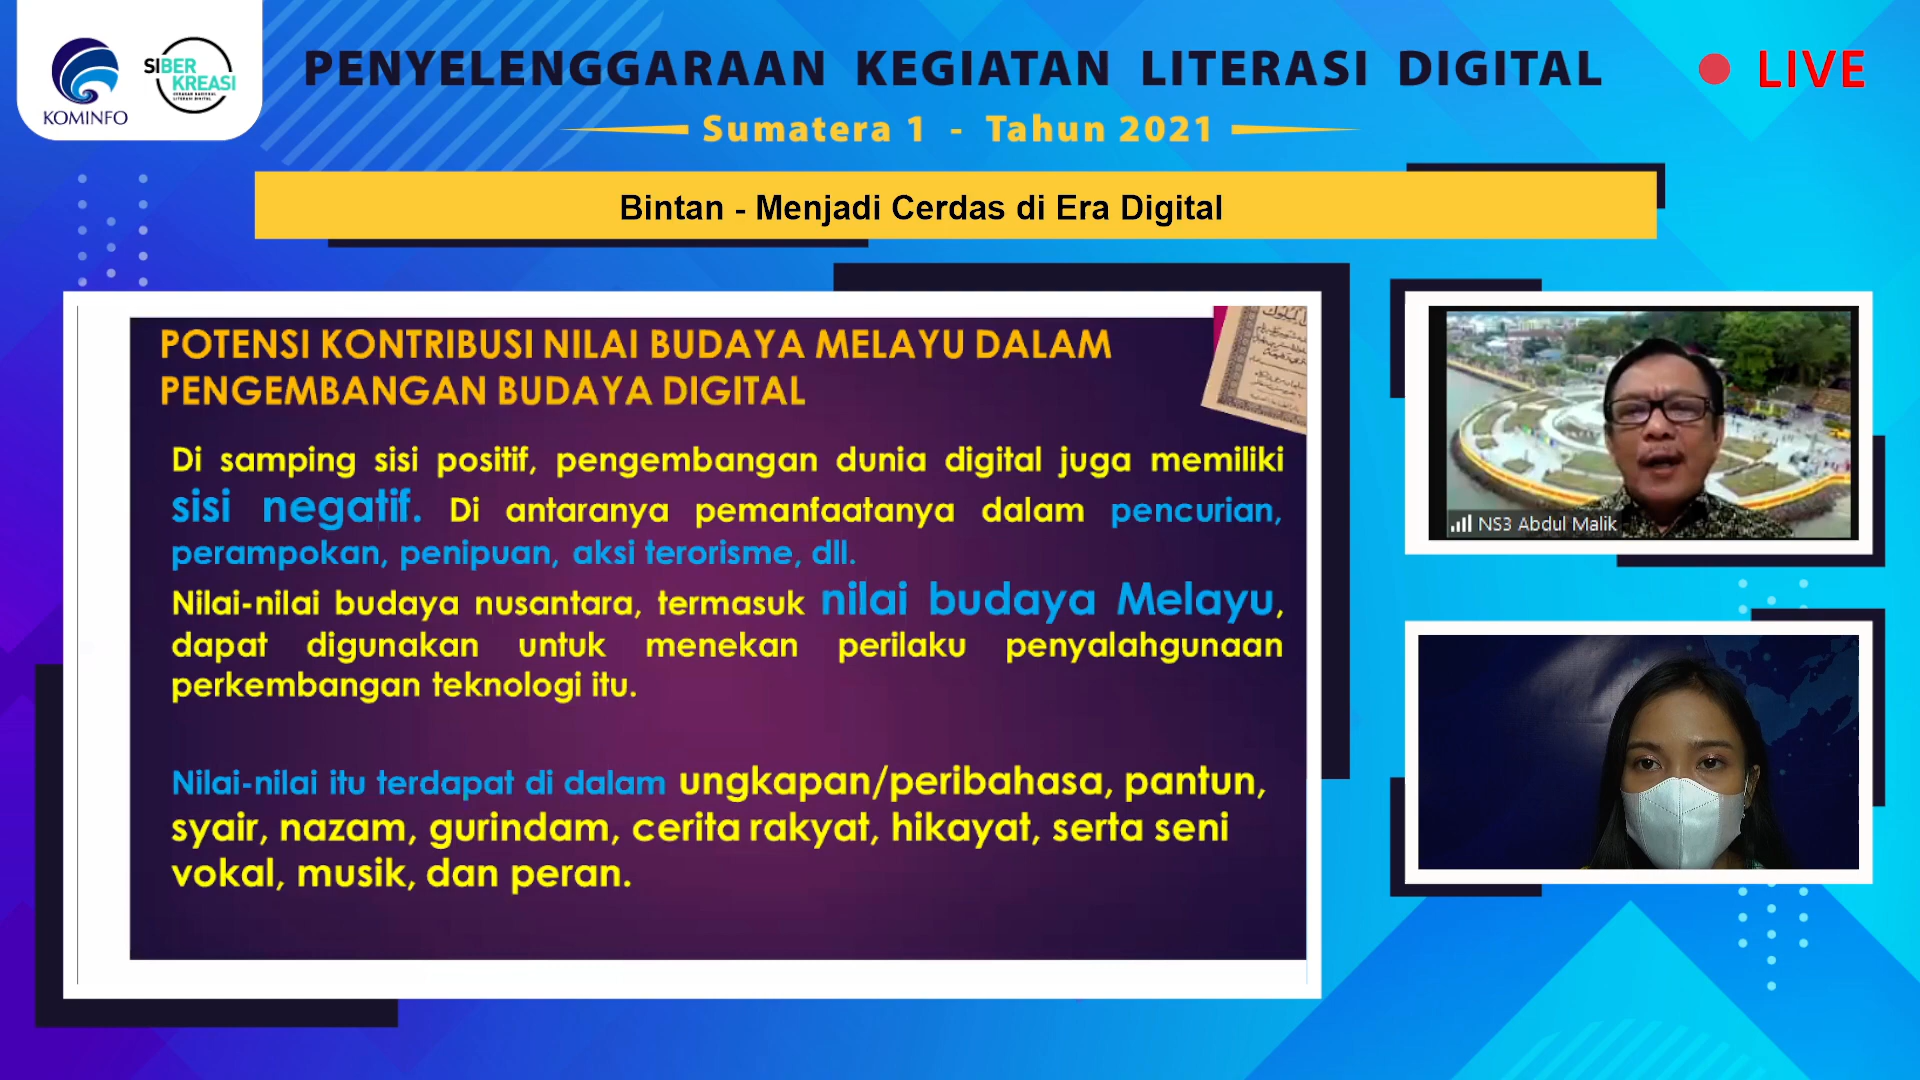 KOMINFO
SIBER
KREASI
PENYELENGGARAAN KEGIATAN LITERASI DIGITAL
LIVE
Sumatera 1 - Tahun 2021
Bintan - Menjadi Cerdas di Era Digital
POTENSI KONTRIBUSI NILAI BUDAYA MELAYU DALAM
PENGEMBANGAN BUDAYA DIGITAL
Di samping sisi positif, pengembangan dunia digital juga memiliki
sisi negatif. Di antaranya pemanfaatanya dalam pencurian,
perampokan, penipuan, aksi terorisme, dll.
Nilai-nilai budaya nusantara, termasuk nilai budaya Melayu,
dapat digunakan untuk menekan perilaku penyalahgunaan
perkembangan teknologi itu.
Nilai-nilai itu terdapat di dalam ungkapan/peribahasa, pantun,
syair, nazam, gurindam, cerita rakyat, hikayat, serta seni
vokal, musik, dan peran.
NS3 Abdul Malik